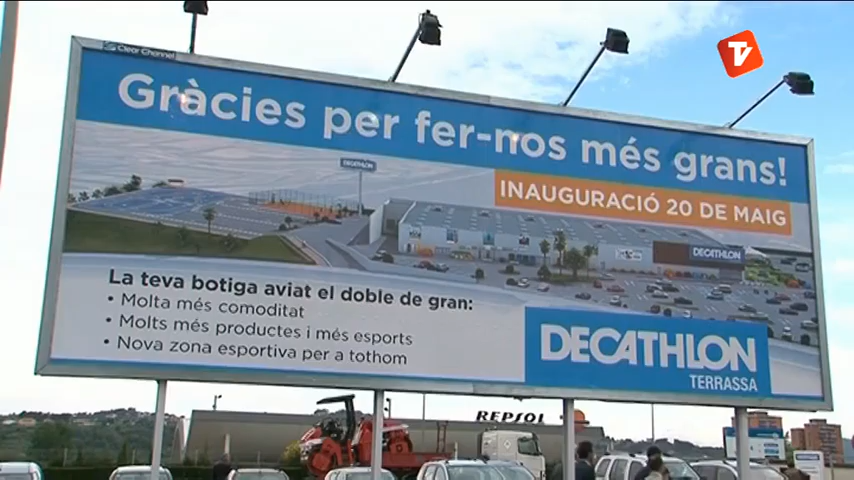 Clear Channel
TV
Gràcies per fer-nos més grans!
DECATHLON
INAUGURACIÓ 20 DE MAIG
DECATHLON
La teva botiga aviat el doble de gran:
• Molta més comoditat
• Molts més productes i més esports
• Nova zona esportiva per a tothom
DECATHLON
TERRASSA
REPSOL
DECATHLON